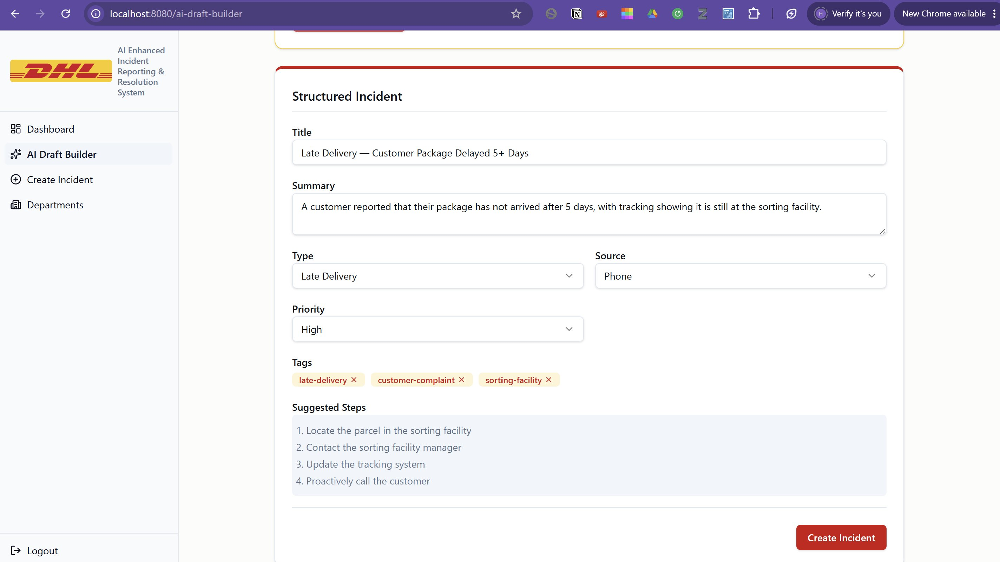 localhost:8080/ai-draft-builder
Verify it's you
New Chrome available
DHL
AI Enhanced
Incident
Reporting &
Resolution
System
Dashboard
AI Draft Builder
Create Incident
Departments
Logout
Structured Incident
Title
Late Delivery — Customer Package Delayed 5+ Days
Summary
A customer reported that their package has not arrived after 5 days, with tracking showing it is still at the sorting facility.
Type
Source
Late Delivery
Phone
Priority
High
Tags
late-delivery
customer-complaint
sorting-facility
Suggested Steps
1. Locate the parcel in the sorting facility
2. Contact the sorting facility manager
3. Update the tracking system
4. Proactively call the customer
Create Incident